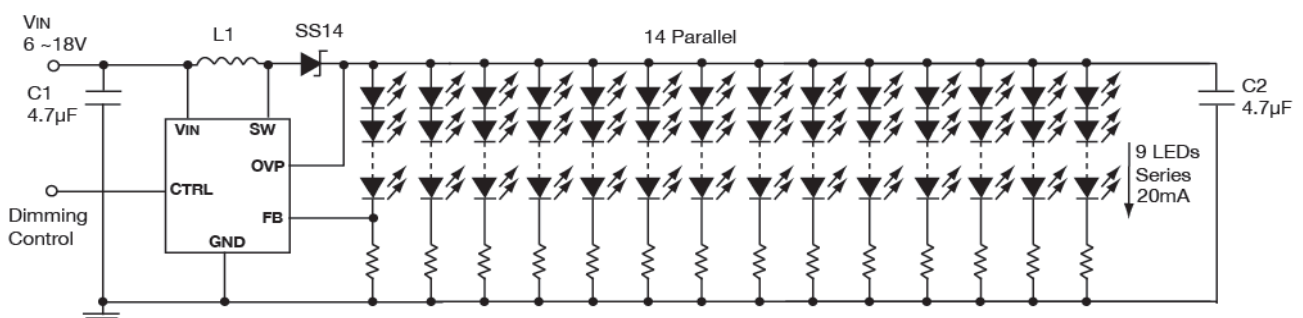 VIN
6 ~18V
L1
SS14
14 Parallel
C1
4.7µF
C2
4.7µF
VIN
SW
OVP
9 LEDs
Series
20mA
CTRL
FB
Dimming
Control
GND